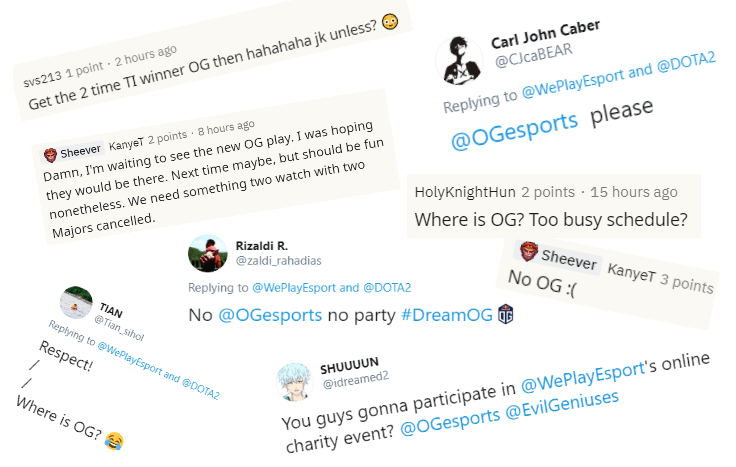 svs213 1 point · 2 hours ago
Get the 2 time TI winner OG then hahahaha jk unless? 😳
Carl John Caber
@CJcaBEAR
Replying to @WePlayEsport and @DOTA2
@OGesports please
Sheever KanyeT 2 points · 8 hours ago
Damn, I'm waiting to see the new OG play. I was hoping
they would be there. Next time maybe, but should be fun
nonetheless. We need something two watch with two
Majors cancelled.
HolyKnightHun 2 points · 15 hours ago
Where is OG? Too busy schedule?
Rizaldi R.
@zaldi_rahadias
Replying to @WePlayEsport and @DOTA2
No @OGesports no party #DreamOG
Sheever KanyeT 3 points
No OG :(
TIAN
@Tian_sihol
Replying to @WePlayEsport and @DOTA2
Respect!
/
/
Where is OG? 😂
SHUUUUN
@idreamed2
You guys gonna participate in @WePlayEsport's online
charity event? @OGesports @EvilGeniuses